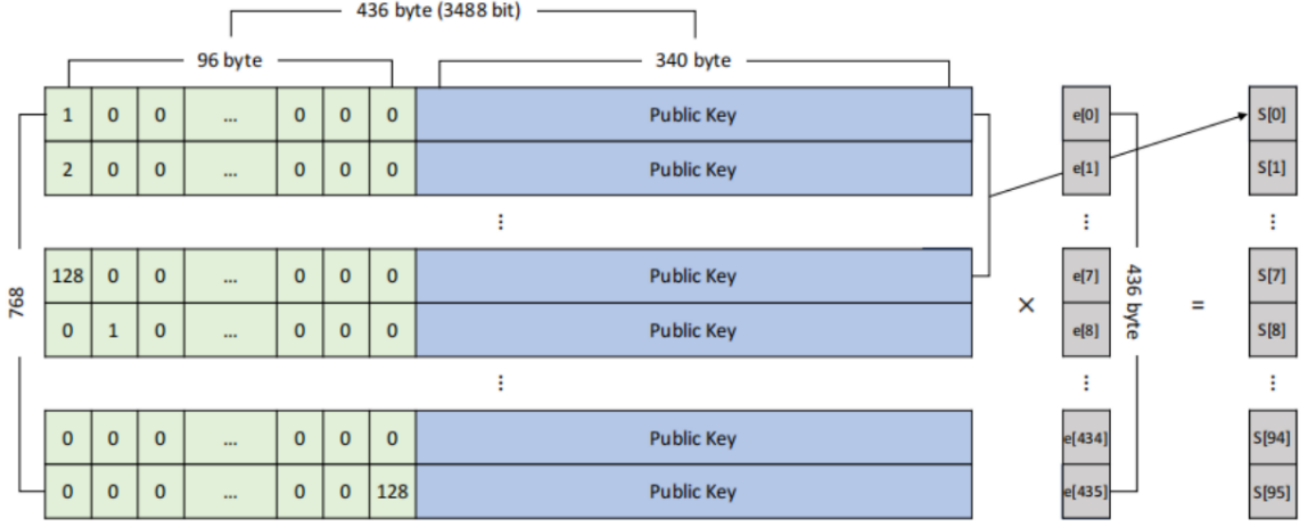 436 byte (3488 bit)
96 byte 340 byte
1 0 0 ... 0 0 0 Public Key e[0] S[0]
2 0 0 ... 0 0 0 Public Key e[1] S[1]
⋮ ⋮ ⋮
128 0 0 ... 0 0 0 Public Key e[7] S[7]
768 × 436 byte =
0 1 0 ... 0 0 0 Public Key e[8] S[8]
⋮ ⋮ ⋮
0 0 0 ... 0 0 0 Public Key e[434] S[94]
0 0 0 ... 0 0 128 Public Key e[435] S[95]